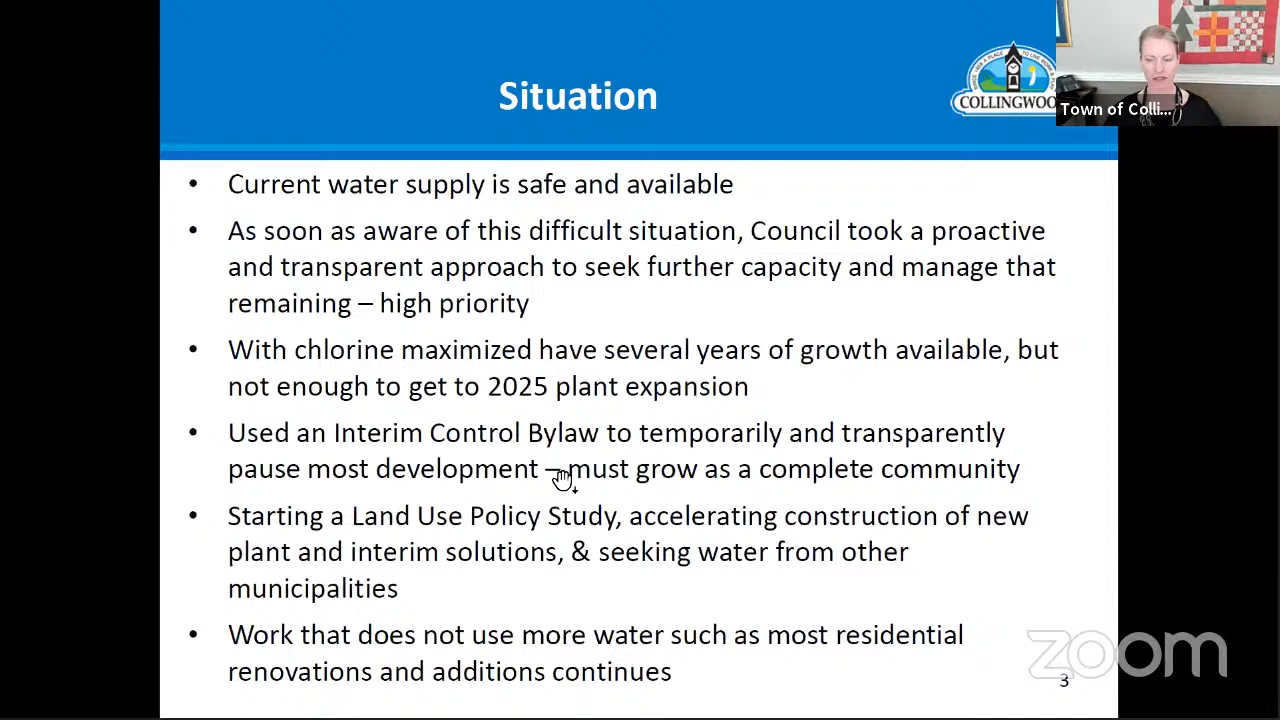 Situation
COLLINGWOO
Town of Colli...
• Current water supply is safe and available
• As soon as aware of this difficult situation, Council took a proactive
and transparent approach to seek further capacity and manage that
remaining – high priority
• With chlorine maximized have several years of growth available, but
not enough to get to 2025 plant expansion
• Used an Interim Control Bylaw to temporarily and transparently
pause most development – must grow as a complete community
• Starting a Land Use Policy Study, accelerating construction of new
plant and interim solutions, & seeking water from other
municipalities
• Work that does not use more water such as most residential
renovations and additions continues
zoom
3